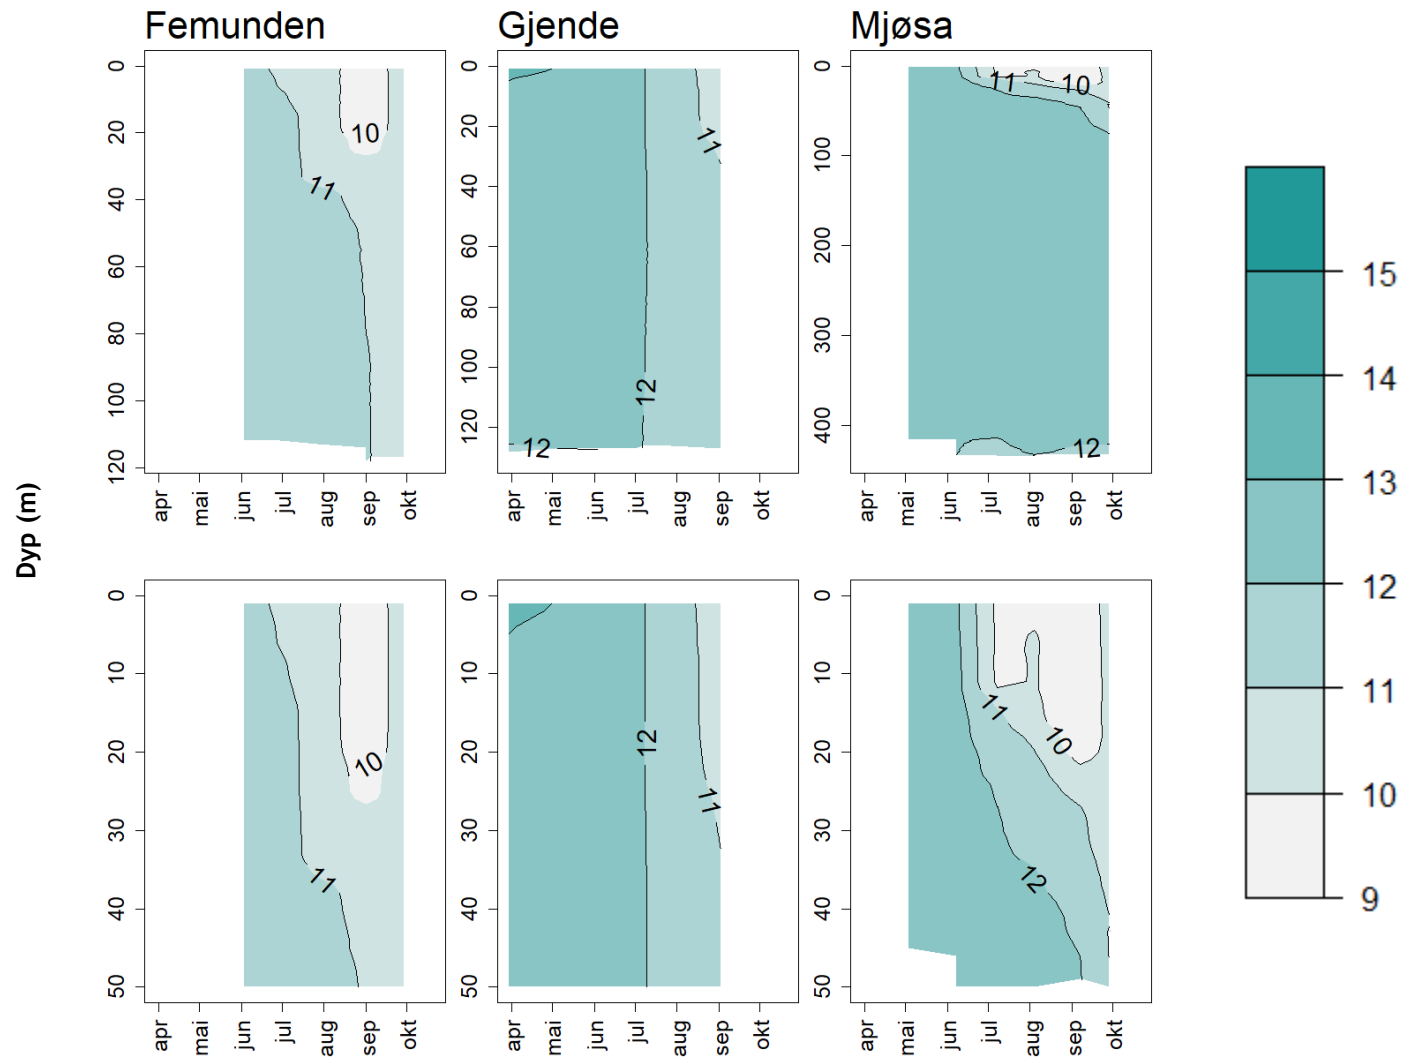 Femunden
Gjende
Mjøsa
Dyp (m)
0
20
40
60
80
100
120
10
11
apr
mai
jun
jul
aug
sep
okt
0
20
40
60
80
100
120
11
12
12
apr
mai
jun
jul
aug
sep
okt
0
100
200
300
400
11
10
12
apr
mai
jun
jul
aug
sep
okt
0
10
20
30
40
50
10
11
apr
mai
jun
jul
aug
sep
okt
0
10
20
30
40
50
12
11
apr
mai
jun
jul
aug
sep
okt
0
10
20
30
40
50
11
10
12
apr
mai
jun
jul
aug
sep
okt
15
14
13
12
11
10
9